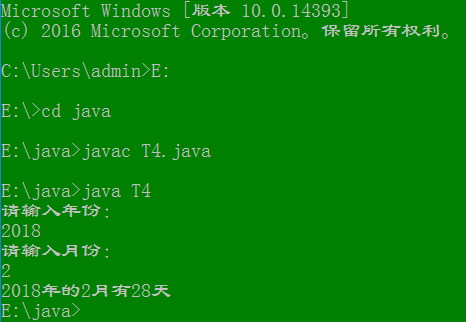 Microsoft Windows [版本 10.0.14393]
(c) 2016 Microsoft Corporation。保留所有权利。
C:\Users\admin>E:
E:\>cd java
E:\java>javac T4.java
E:\java>java T4
请输入年份:
2018
请输入月份:
2
2018年的2月有28天
E:\java>